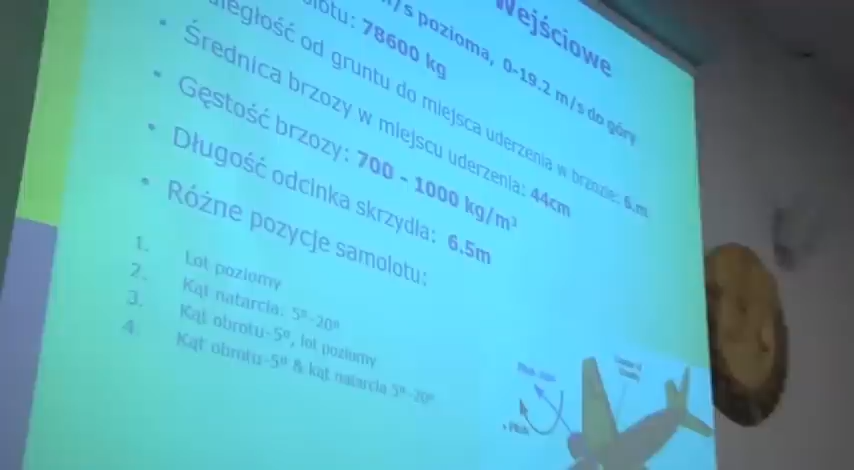 Wejściowe
m/s pozioma, 0-19.2 m/s do góry
78600 kg
od gruntu do miejsca uderzenia w brzozie: 6.m
• Średnica brzozy w miejscu uderzenia: 44cm
• Gęstość brzozy: 700 - 1000 kg/m³
• Długość odcinka skrzydła: 6.5m
• Różne pozycje samolotu:
1. Lot poziomy
2. Kąt natarcia: 5º-20º
3. Kąt obrotu-5º, lot poziomy
4. Kąt obrotu-5º & kąt natarcia 5º-20º